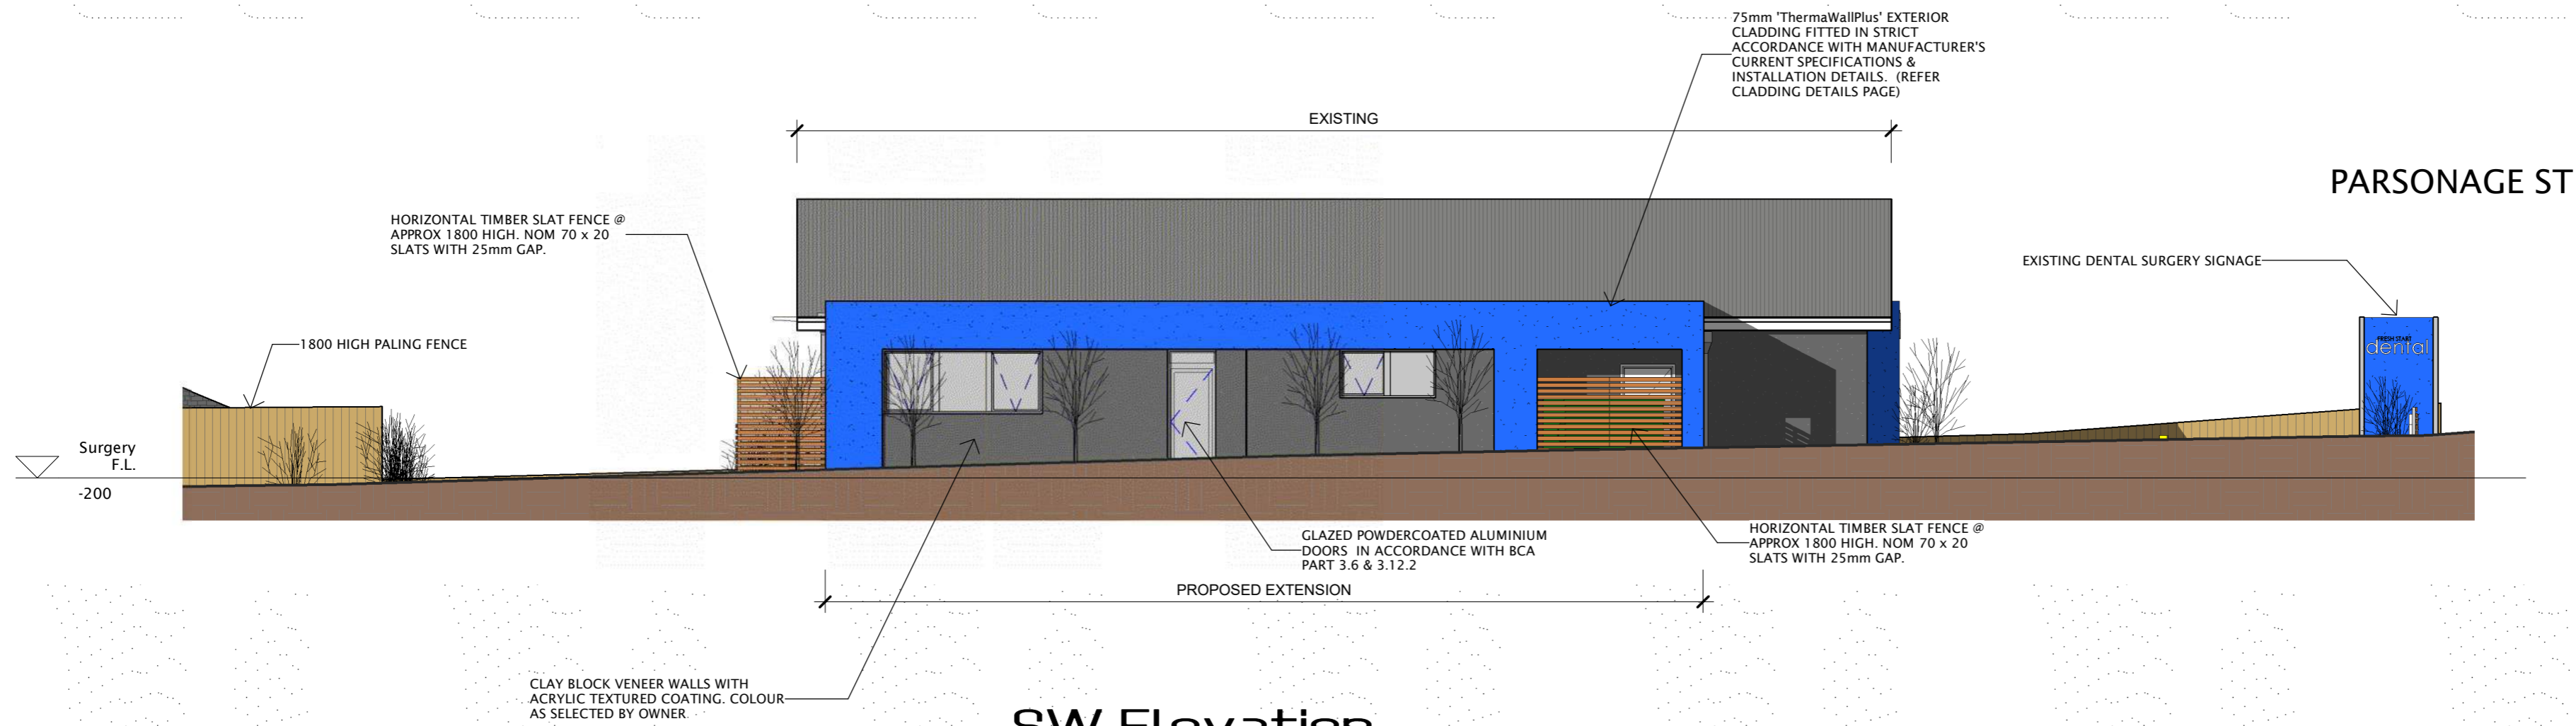 75mm 'ThermaWallPlus' EXTERIOR
CLADDING FITTED IN STRICT
ACCORDANCE WITH MANUFACTURER'S
CURRENT SPECIFICATIONS &
INSTALLATION DETAILS.  (REFER
CLADDING DETAILS PAGE)
EXISTING
PARSONAGE ST
HORIZONTAL TIMBER SLAT FENCE @
APPROX 1800 HIGH. NOM 70 x 20
SLATS WITH 25mm GAP.
EXISTING DENTAL SURGERY SIGNAGE
1800 HIGH PALING FENCE
FRESH START
dental
Surgery
F.L.
-200
GLAZED POWDERCOATED ALUMINIUM
DOORS  IN ACCORDANCE WITH BCA
PART 3.6 & 3.12.2
HORIZONTAL TIMBER SLAT FENCE @
APPROX 1800 HIGH. NOM 70 x 20
SLATS WITH 25mm GAP.
PROPOSED EXTENSION
CLAY BLOCK VENEER WALLS WITH
ACRYLIC TEXTURED COATING. COLOUR
AS SELECTED BY OWNER
SW Elevation